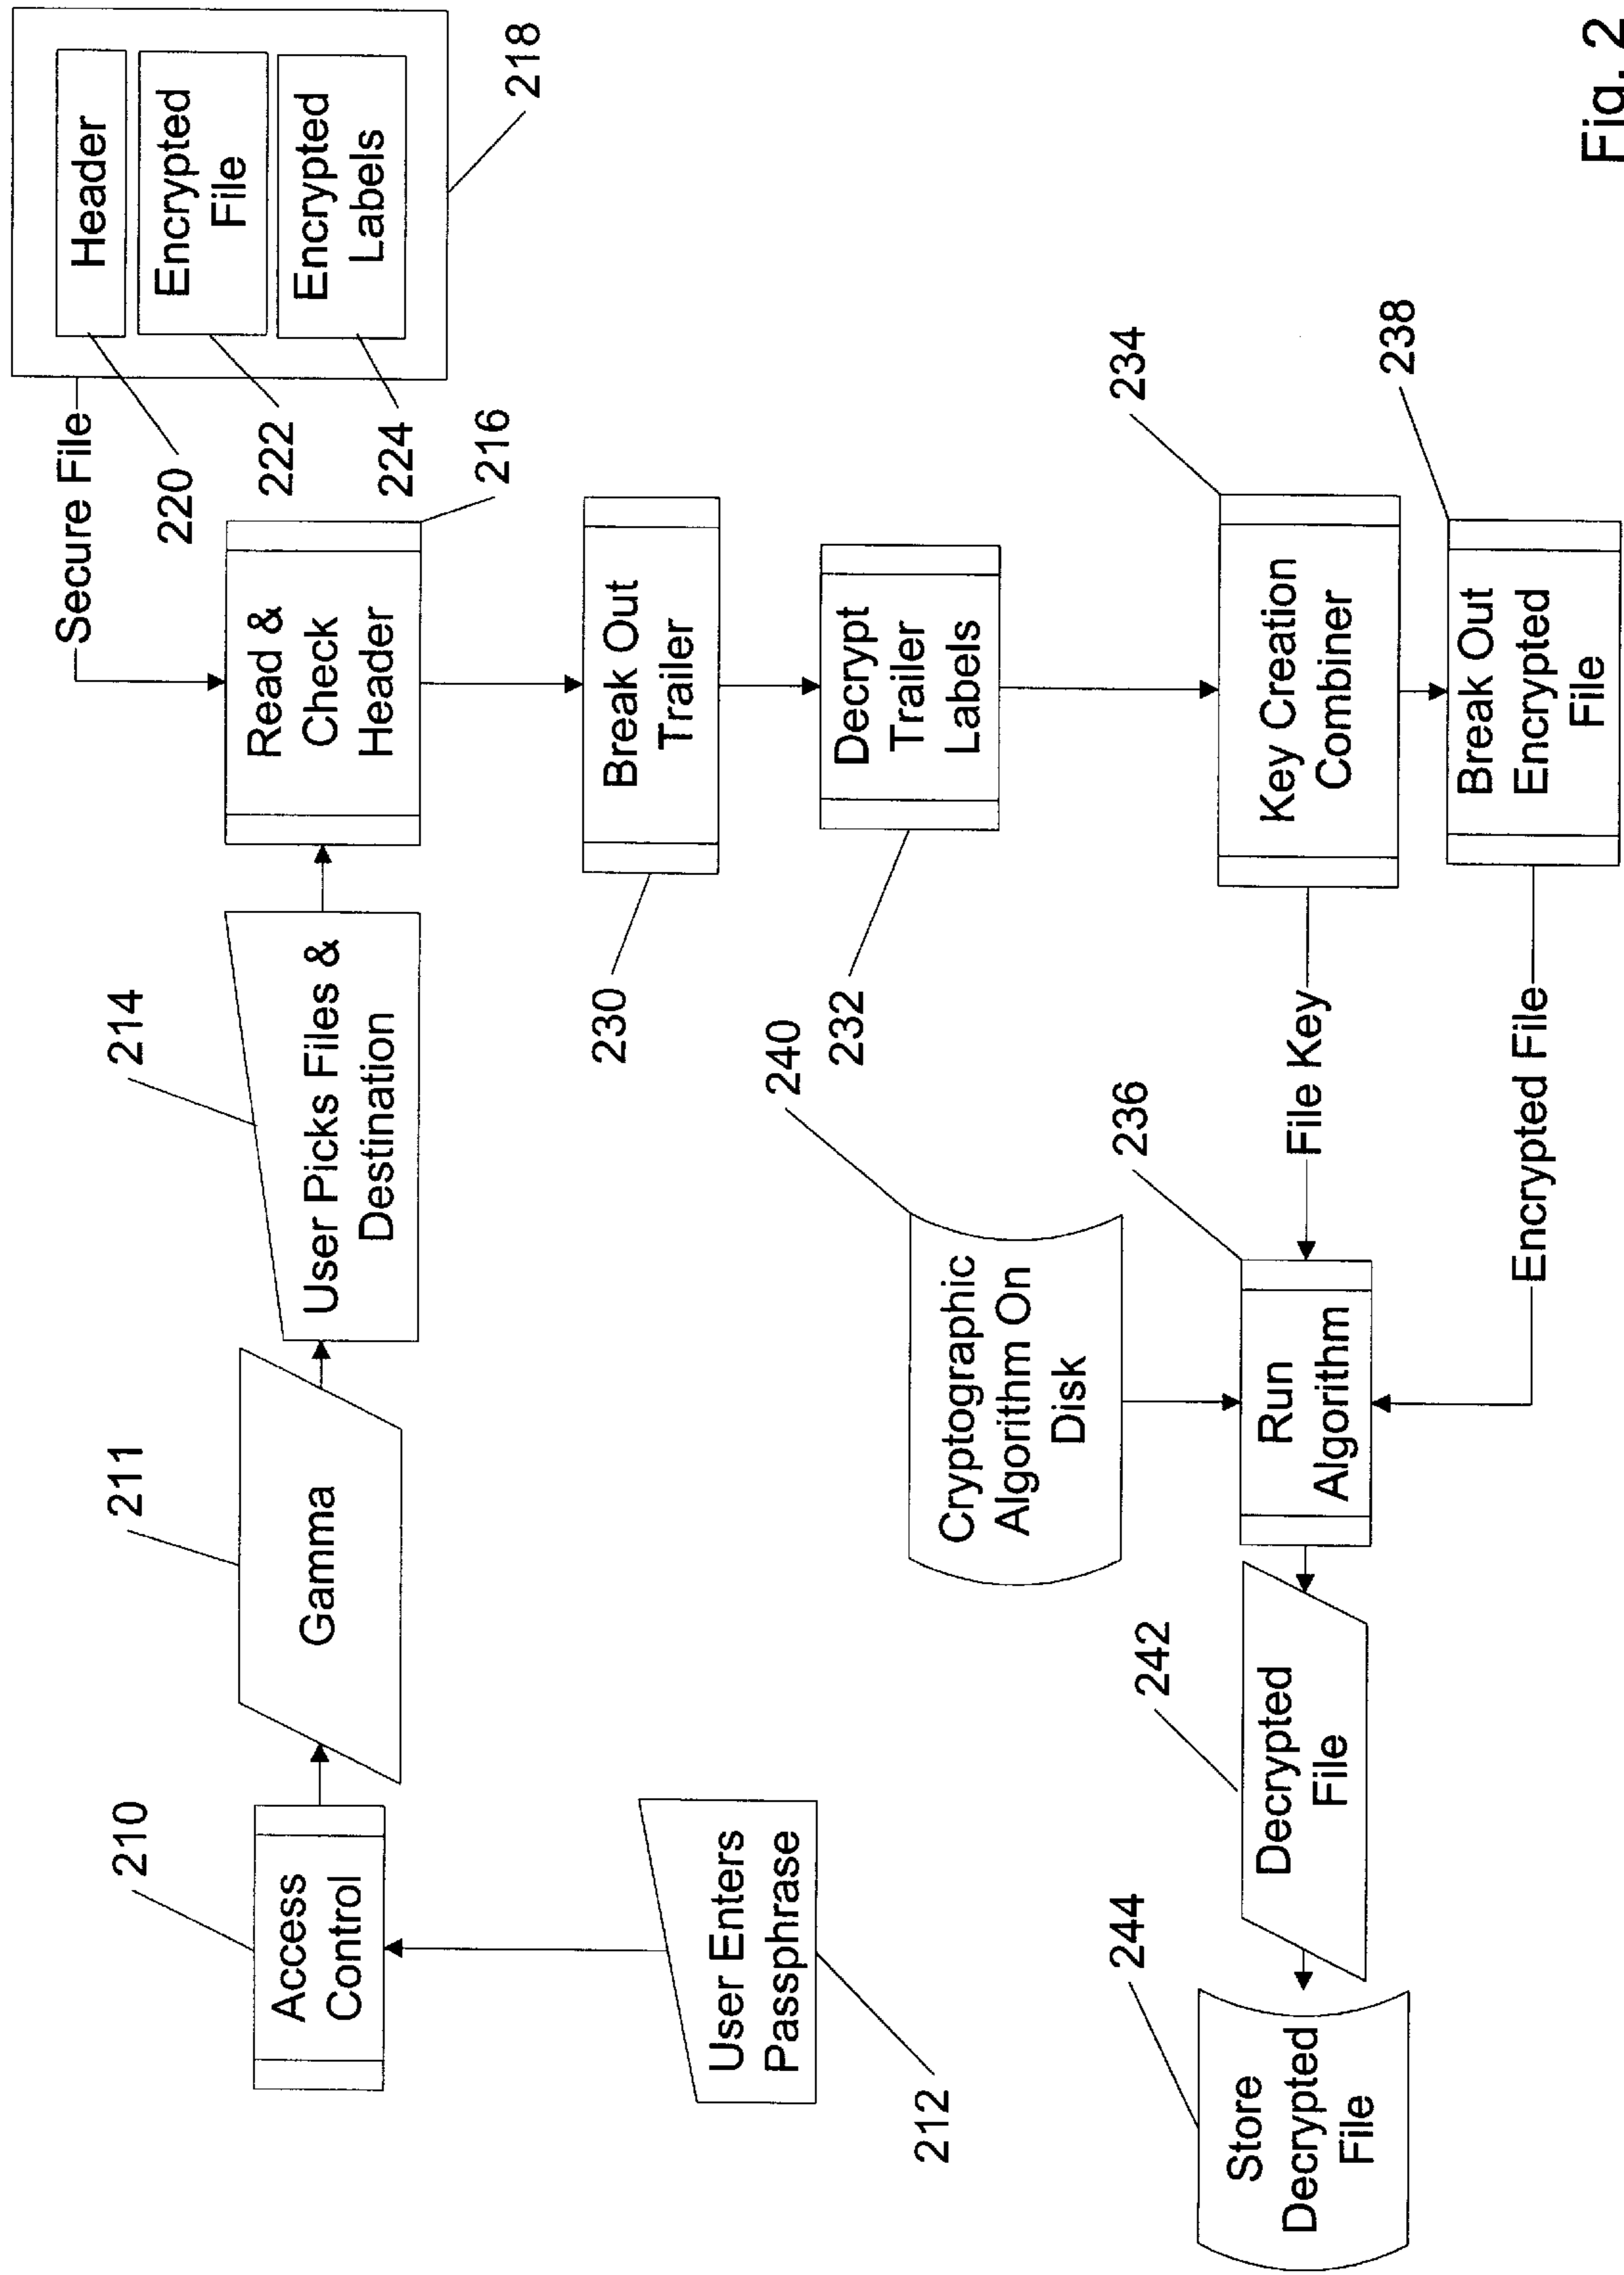 210
Access
Control
211
Gamma
214
User Picks Files &
Destination
Secure File
220
222
224
216
Read &
Check
Header
Header
Encrypted
File
Encrypted
Labels
218
User Enters
Passphrase
212
230
Break Out
Trailer
232
Decrypt
Trailer
Labels
240
Cryptographic
Algorithm On
Disk
234
Key Creation
Combiner
File Key
236
Run
Algorithm
238
Break Out
Encrypted
File
Encrypted File
242
Decrypted
File
244
Store
Decrypted
File
Fig. 2